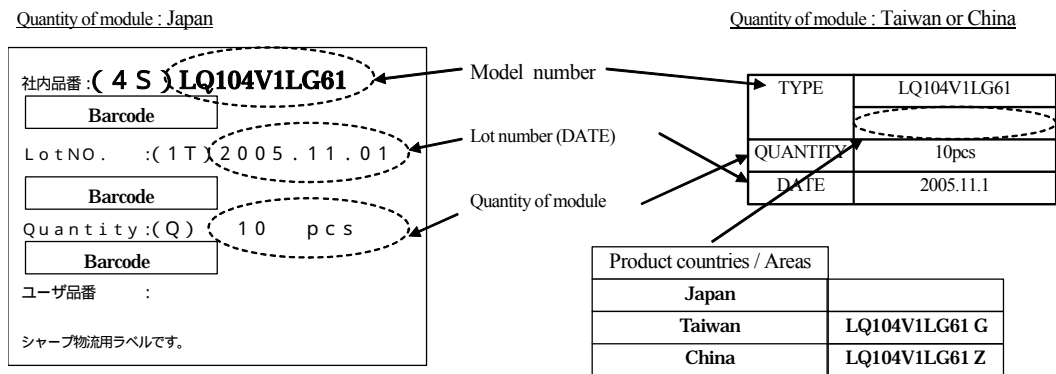 Quantity of module : Japan
社内品番 : ( 4 S ) LQ104V1LG61
Barcode
LotNO. :(1T)2005.11.01
Barcode
Quantity:(Q) 10 pcs
Barcode
ユーザ品番 :
シャープ物流用ラベルです。
Model number
Lot number (DATE)
Quantity of module
Quantity of module : Taiwan or China
TYPE LQ104V1LG61
QUANTITY 10pcs
DATE 2005.11.1
Product countries / Areas
Japan
Taiwan LQ104V1LG61 G
China LQ104V1LG61 Z